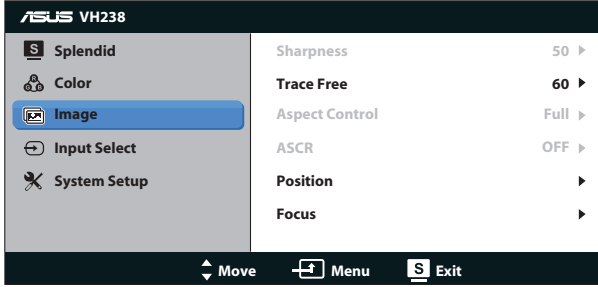 ASUS VH238
S Splendid
Color
Image
Input Select
System Setup
Sharpness 50
Trace Free 60
Aspect Control Full
ASCR OFF
Position
Focus
Move Menu S Exit